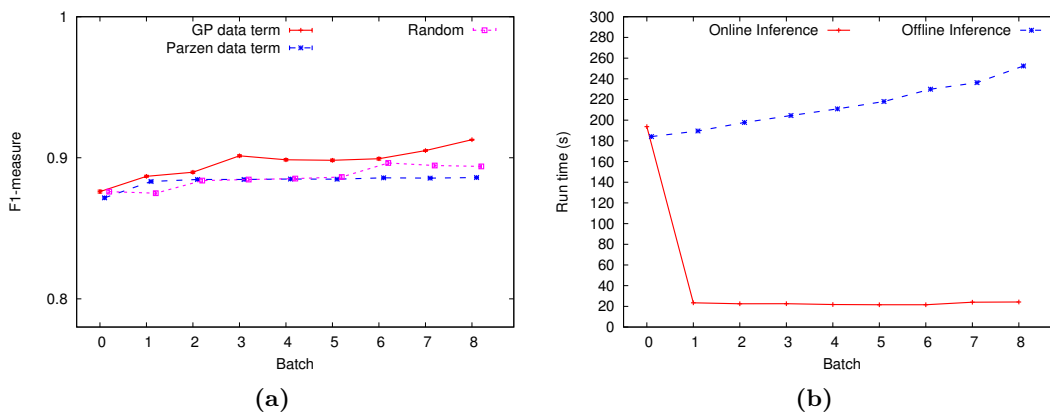 GP data term
Parzen data term
Random
1
0.9
0.8
F1-measure
0 1 2 3 4 5 6 7 8
Batch
(a)
Online Inference
Offline Inference
300
280
260
240
220
200
180
160
140
120
100
80
60
40
20
0
Run time (s)
0 1 2 3 4 5 6 7 8
Batch
(b)